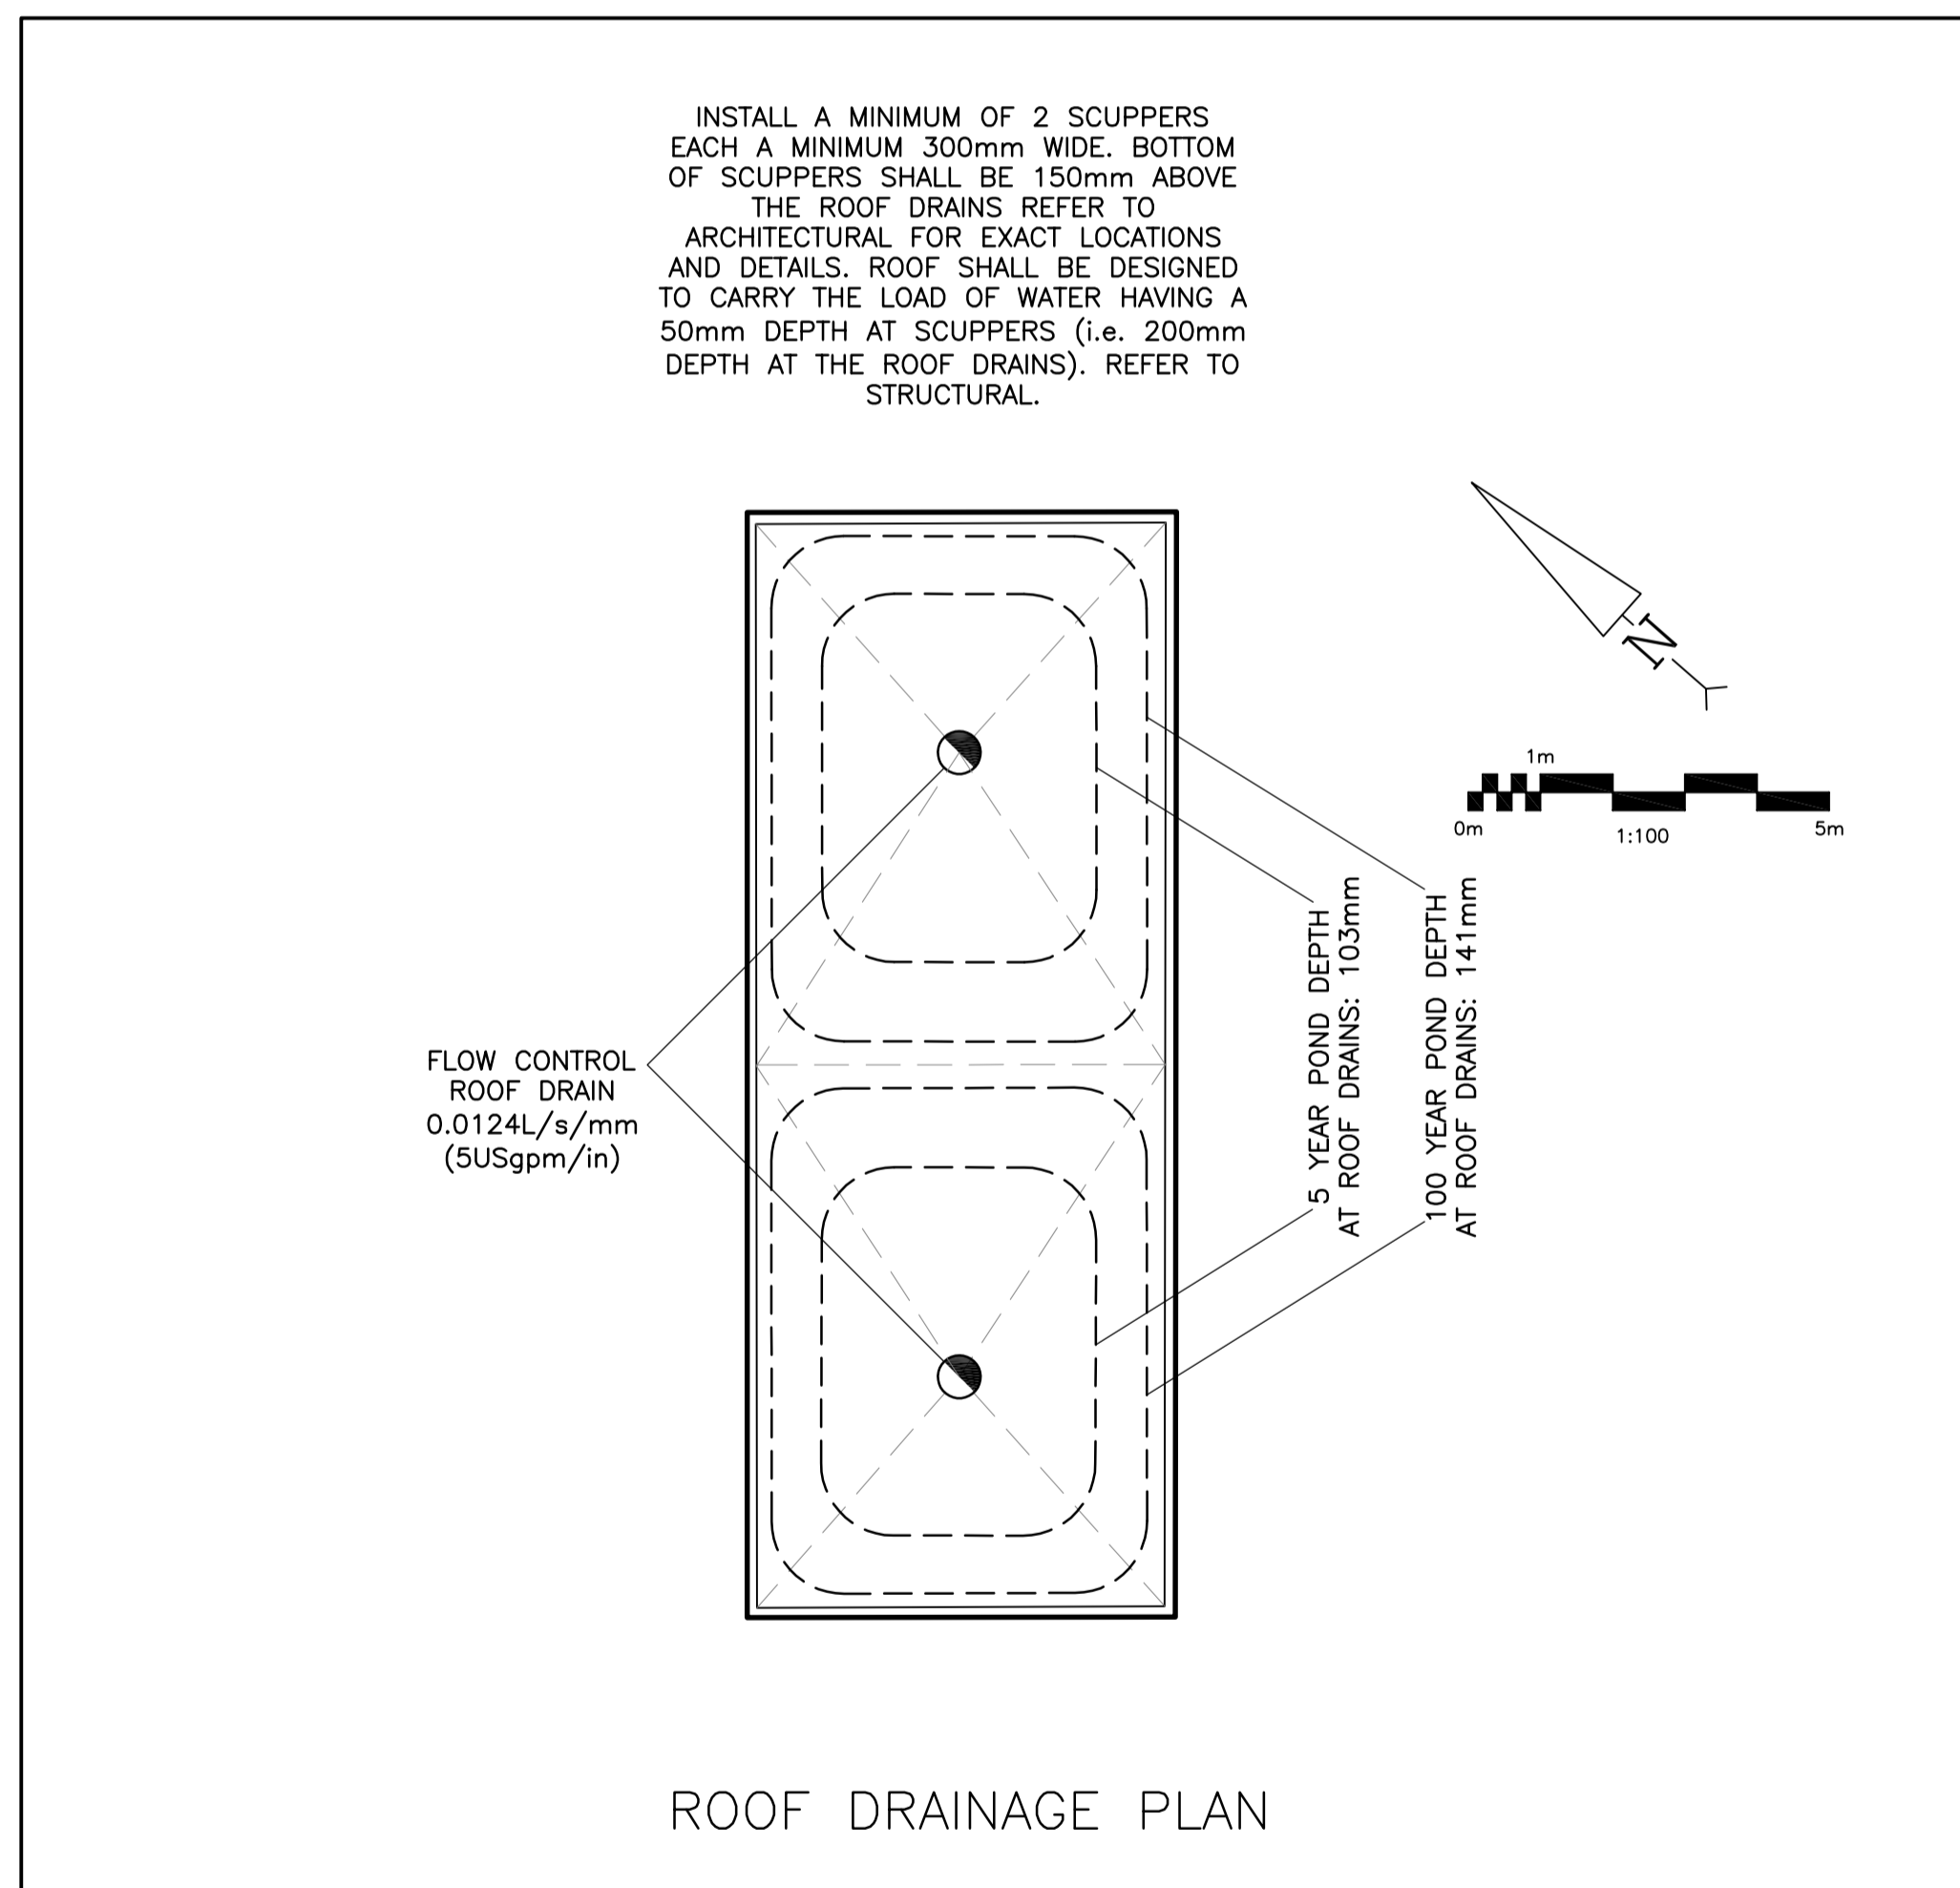 INSTALL A MINIMUM OF 2 SCUPPERS
EACH A MINIMUM 300mm WIDE. BOTTOM
OF SCUPPERS SHALL BE 150mm ABOVE
THE ROOF DRAINS REFER TO
ARCHITECTURAL FOR EXACT LOCATIONS
AND DETAILS. ROOF SHALL BE DESIGNED
TO CARRY THE LOAD OF WATER HAVING A
50mm DEPTH AT SCUPPERS (i.e. 200mm
DEPTH AT THE ROOF DRAINS). REFER TO
STRUCTURAL.
N
1m
0m
5m
1:100
5 YEAR POND DEPTH
AT ROOF DRAINS: 103mm
100 YEAR POND DEPTH
AT ROOF DRAINS: 141mm
FLOW CONTROL
ROOF DRAIN
0.0124L/s/mm
(5USgpm/in)
ROOF DRAINAGE PLAN